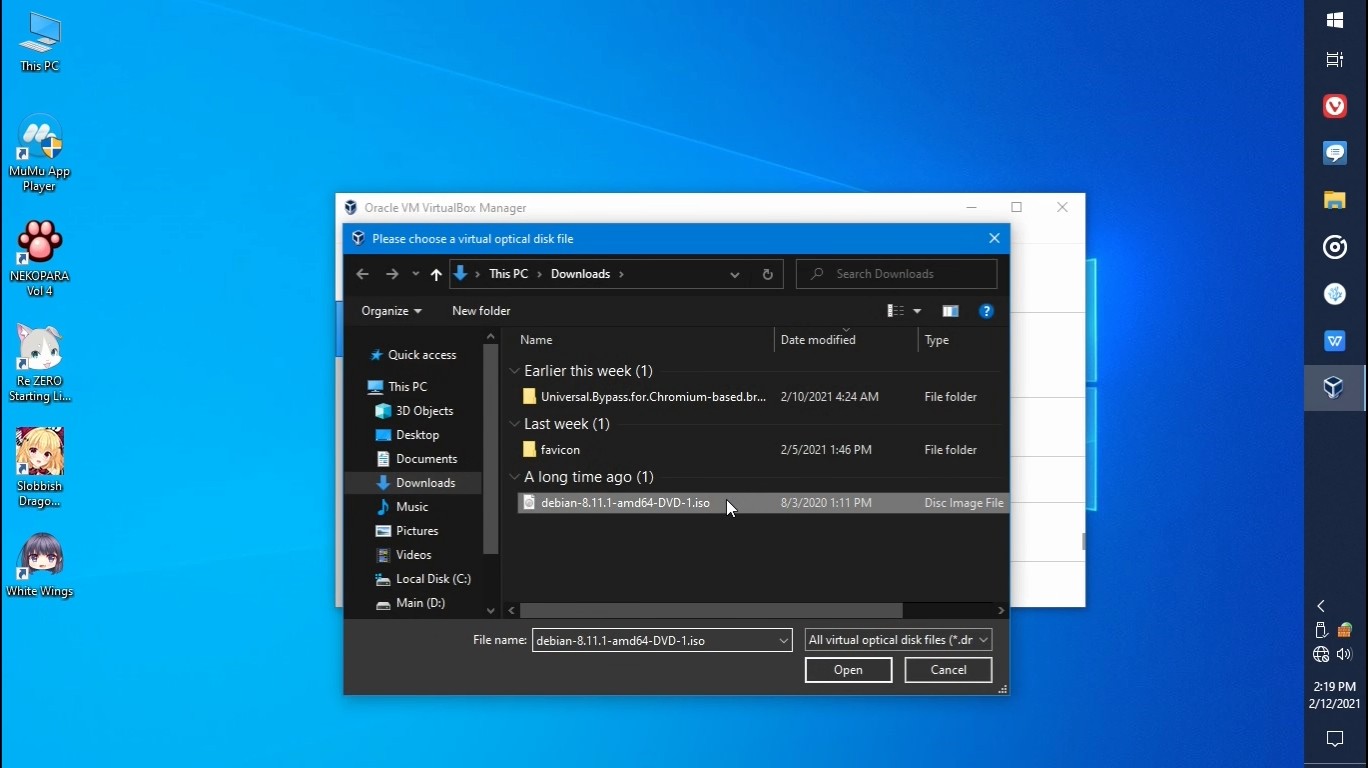 This PC
MuMu App
Player
NEKOPARA
Vol 4
Re ZERO
Starting Li...
Slobbish
Drago...
White Wings
Oracle VM VirtualBox Manager
Please choose a virtual optical disk file
This PC
Downloads
Search Downloads
Organize
New folder
Quick access
This PC
3D Objects
Desktop
Documents
Downloads
Music
Pictures
Videos
Local Disk (C:)
Main (D:)
Name Date modified Type
Earlier this week (1)
Universal.Bypass.for.Chromium-based.br... 2/10/2021 4:24 AM File folder
Last week (1)
favicon 2/5/2021 1:46 PM File folder
A long time ago (1)
debian-8.11.1-amd64-DVD-1.iso 8/3/2020 1:11 PM Disc Image File
File name: debian-8.11.1-amd64-DVD-1.iso All virtual optical disk files (*.dr
Open Cancel
2:19 PM
2/12/2021